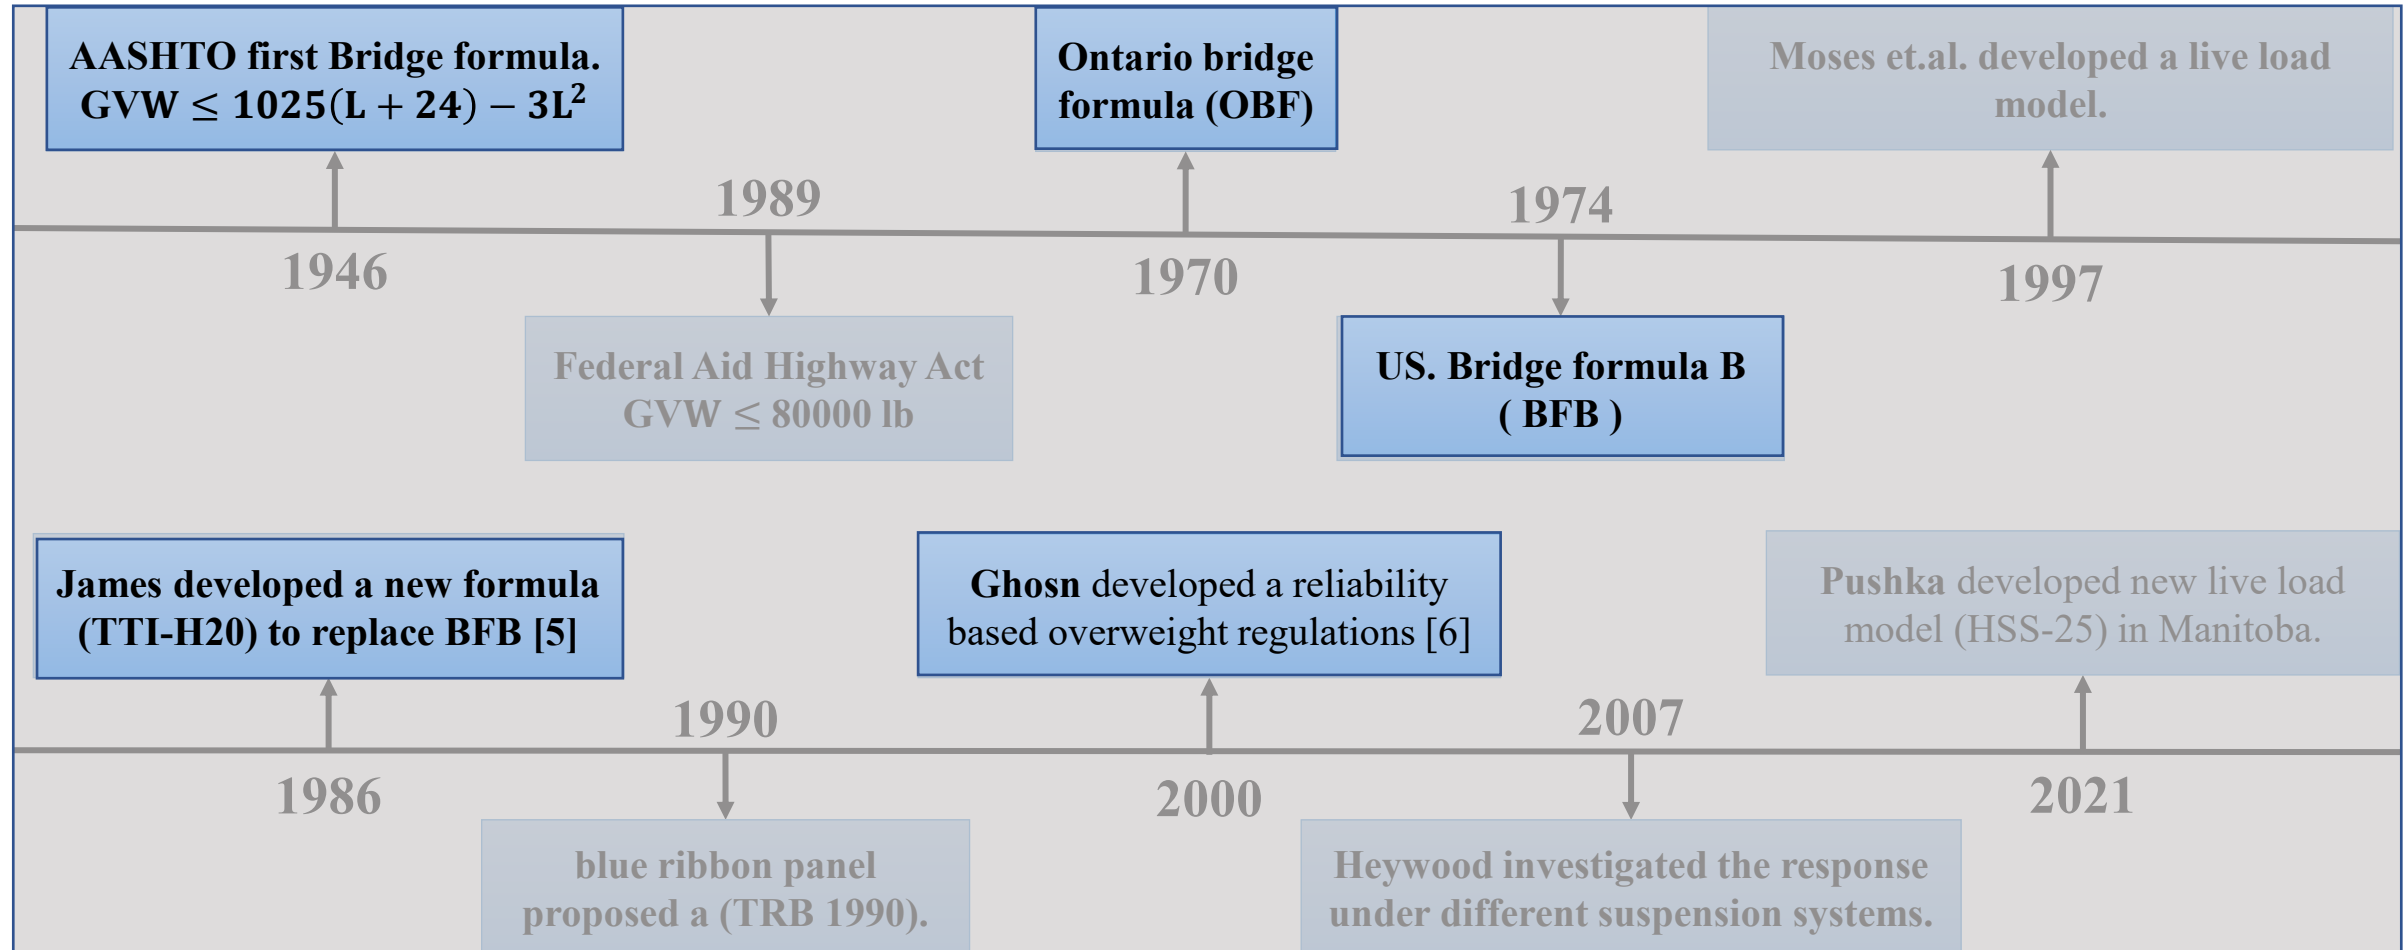 AASHTO first Bridge formula.
GVW ≤ 1025(L + 24) − 3L²
Ontario bridge
formula (OBF)
Moses et.al. developed a live load
model.
1989
1974
1946
1970
1997
Federal Aid Highway Act
GVW ≤ 80000 lb
US. Bridge formula B
( BFB )
James developed a new formula
(TTI-H20) to replace BFB [5]
Ghosn developed a reliability
based overweight regulations [6]
Pushka developed new live load
model (HSS-25) in Manitoba.
1990
2007
1986
2000
2021
blue ribbon panel
proposed a (TRB 1990).
Heywood investigated the response
under different suspension systems.